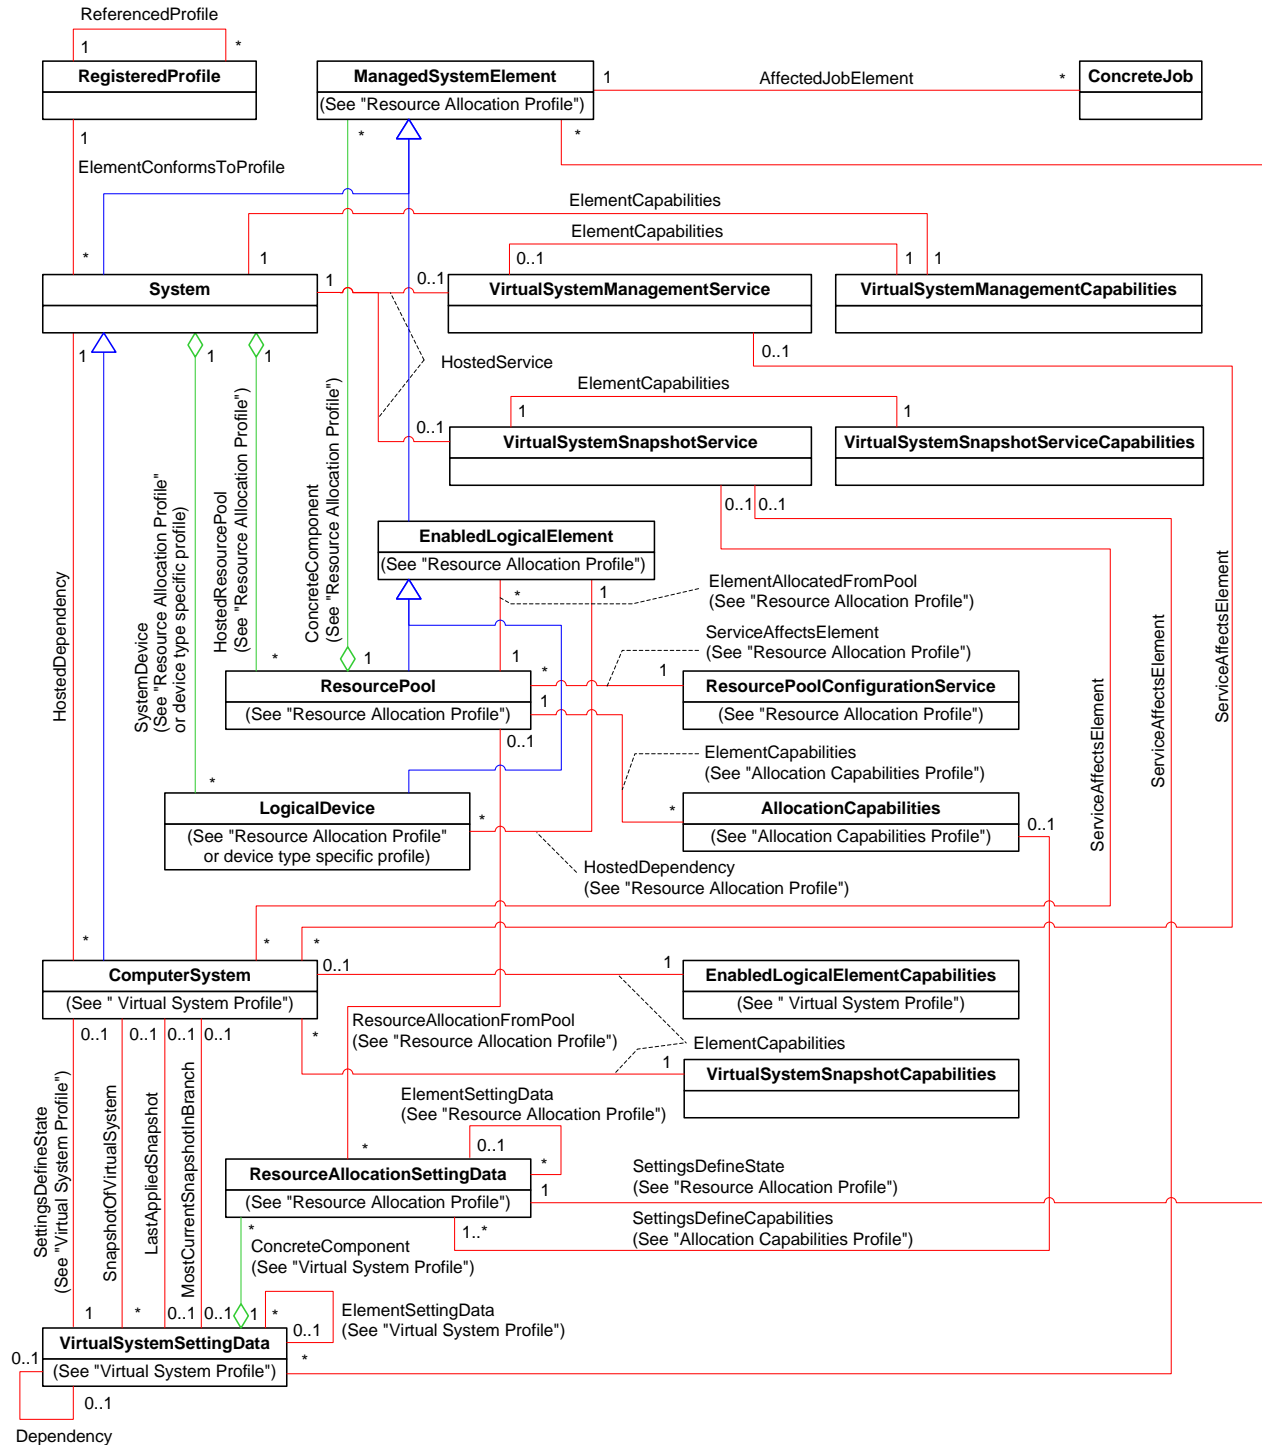 ReferencedProfile
1
*
RegisteredProfile
ManagedSystemElement
(See "Resource Allocation Profile")
1
AffectedJobElement
*
ConcreteJob
1
*
*
ElementConformsToProfile
ElementCapabilities
ElementCapabilities
*
1
1
0..1
0..1
1
1
System
VirtualSystemManagementService
VirtualSystemManagementCapabilities
1
1
1
0..1
HostedService
ElementCapabilities
1
1
0..1
VirtualSystemSnapshotService
VirtualSystemSnapshotServiceCapabilities
0..1
0..1
HostedDependency
SystemDevice
(See "Resource Allocation Profile"
or device type specific profile)
HostedResourcePool
(See "Resource Allocation Profile")
ConcreteComponent
(See "Resource Allocation Profile")
EnabledLogicalElement
(See "Resource Allocation Profile")
*
1
ElementAllocatedFromPool
(See "Resource Allocation Profile")
ServiceAffectsElement
(See "Resource Allocation Profile")
ServiceAffectsElement
ServiceAffectsElement
ServiceAffectsElement
*
1
1
*
1
ResourcePool
(See "Resource Allocation Profile")
ResourcePoolConfigurationService
(See "Resource Allocation Profile")
1
0..1
ElementCapabilities
(See "Allocation Capabilities Profile")
*
*
*
LogicalDevice
(See "Resource Allocation Profile"
or device type specific profile)
AllocationCapabilities
(See "Allocation Capabilities Profile")
0..1
HostedDependency
(See "Resource Allocation Profile")
*
*
*
ComputerSystem
(See " Virtual System Profile")
0..1
1
EnabledLogicalElementCapabilities
(See " Virtual System Profile")
0..1
0..1
0..1
0..1
*
ResourceAllocationFromPool
(See "Resource Allocation Profile")
ElementCapabilities
1
VirtualSystemSnapshotCapabilities
ElementSettingData
(See "Resource Allocation Profile")
SettingsDefineState
(See "Virtual System Profile")
SnapshotOfVirtualSystem
LastAppliedSnapshot
MostCurrentSnapshotInBranch
*
0..1
*
ResourceAllocationSettingData
(See "Resource Allocation Profile")
1
SettingsDefineState
(See "Resource Allocation Profile")
*
1..*
SettingsDefineCapabilities
(See "Allocation Capabilities Profile")
ConcreteComponent
(See "Virtual System Profile")
1
*
0..1
0..1
1
*
0..1
ElementSettingData
(See "Virtual System Profile")
VirtualSystemSettingData
(See "Virtual System Profile")
*
0..1
0..1
Dependency